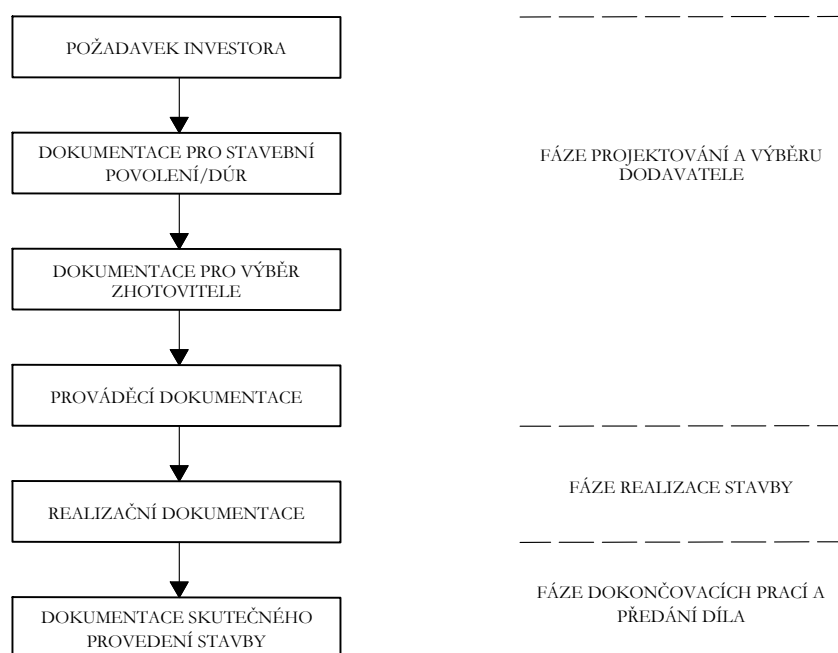 POŽADAVEK INVESTORA
DOKUMENTACE PRO STAVEBNÍ
POVOLENÍ/DÚR
DOKUMENTACE PRO VÝBĚR
ZHOTOVITELE
PROVÁDĚCÍ DOKUMENTACE
REALIZAČNÍ DOKUMENTACE
DOKUMENTACE SKUTEČNÉHO
PROVEDENÍ STAVBY
FÁZE PROJEKTOVÁNÍ A VÝBĚRU
DODAVATELE
FÁZE REALIZACE STAVBY
FÁZE DOKONČOVACÍCH PRACÍ A
PŘEDÁNÍ DÍLA